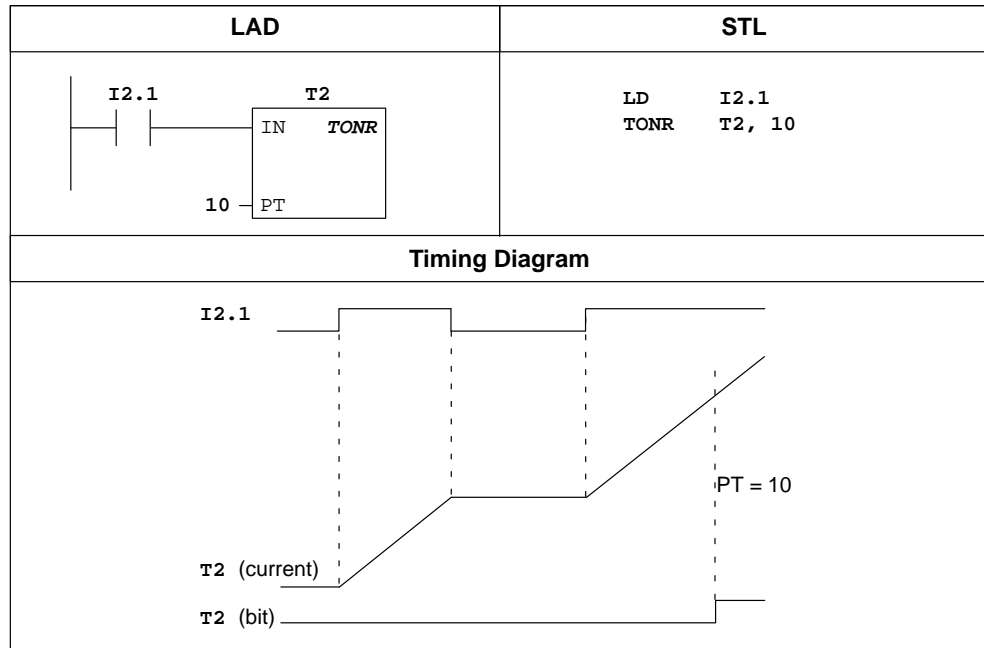 LAD
STL
I2.1
T2
IN TONR
10 PT
LD I2.1
TONR T2, 10
Timing Diagram
I2.1
PT = 10
T2 (current)
T2 (bit)